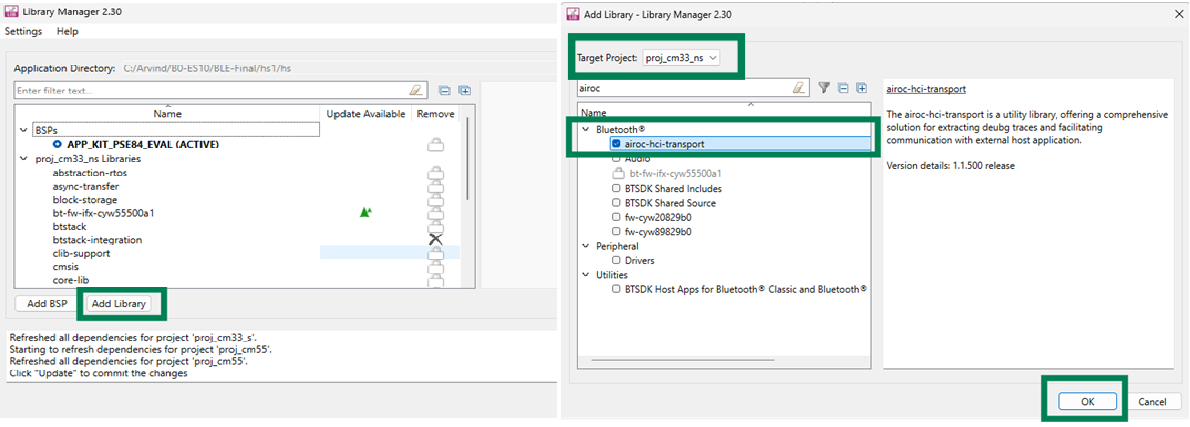 Library Manager 2.30
Settings Help
Application Directory: C:/Arvind/B0-ES10/BLE-Final/hs1/hs
Enter filter text...
Name Update Available Remove
BSPs
APP_KIT_PSE84_EVAL (ACTIVE)
proj_cm33_ns Libraries
abstraction-rtos
async-transfer
block-storage
bt-fw-ifx-cyw55500a1
btstack
btstack-integration
clib-support
cmsis
core-lib
Add BSP Add Library
Refreshed all dependencies for project 'proj_cm33_s'.
Starting to refresh dependencies for project 'proj_cm55'.
Refreshed all dependencies for project 'proj_cm55'.
Click "Update" to commit the changes
Add Library - Library Manager 2.30
Target Project: proj_cm33_ns
airoc
Name
Bluetooth®
airoc-hci-transport
Audio
bt-fw-ifx-cyw55500a1
BTSDK Shared Includes
BTSDK Shared Source
fw-cyw20829b0
fw-cyw89829b0
Peripheral
Drivers
Utilities
BTSDK Host Apps for Bluetooth® Classic and Bluetooth®
airoc-hci-transport
The airoc-hci-transport is a utility library, offering a comprehensive
solution for extracting deubg traces and facilitating
communication with external host application.
Version details: 1.1.500 release
OK Cancel